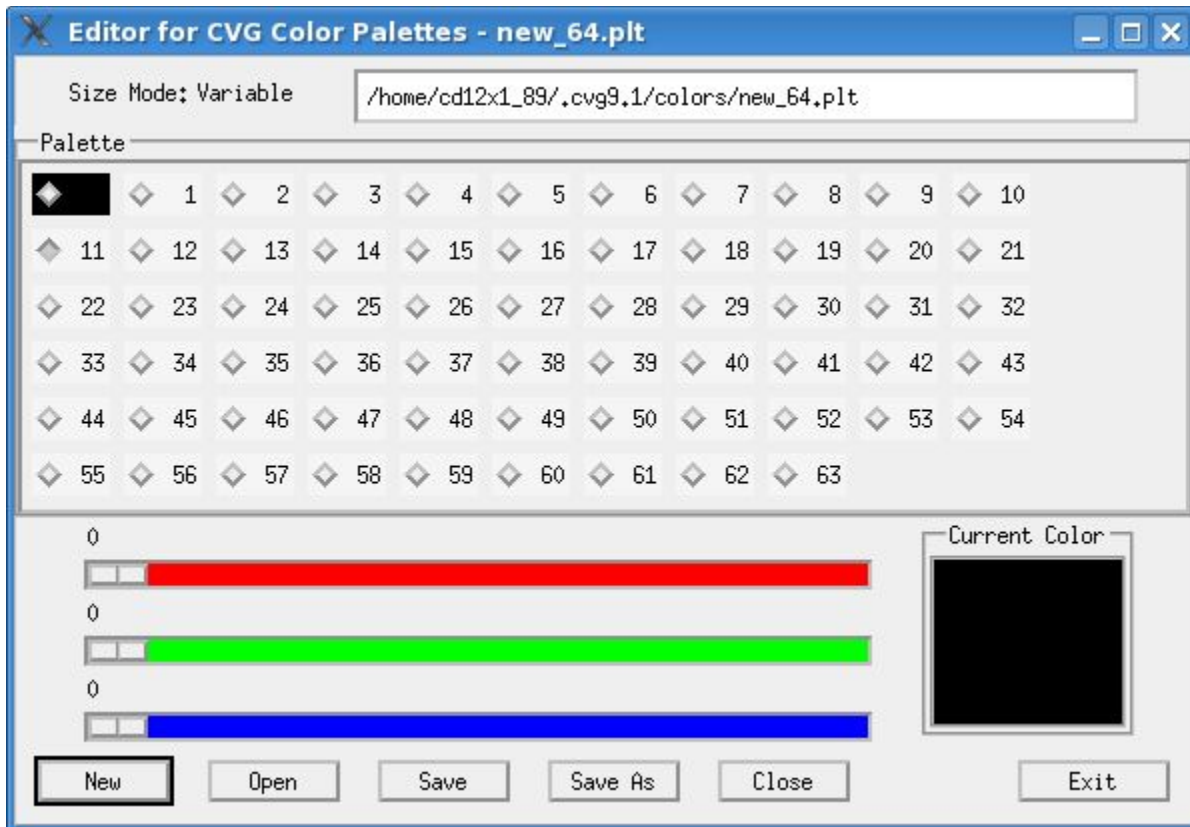 Editor for CVG Color Palettes - new_64.plt
Size Mode: Variable /home/cd12x1_89/.cvg9.1/colors/new_64.plt
Palette
1 2 3 4 5 6 7 8 9 10
11 12 13 14 15 16 17 18 19 20 21
22 23 24 25 26 27 28 29 30 31 32
33 34 35 36 37 38 39 40 41 42 43
44 45 46 47 48 49 50 51 52 53 54
55 56 57 58 59 60 61 62 63
0
Current Color
0
0
New Open Save Save As Close Exit